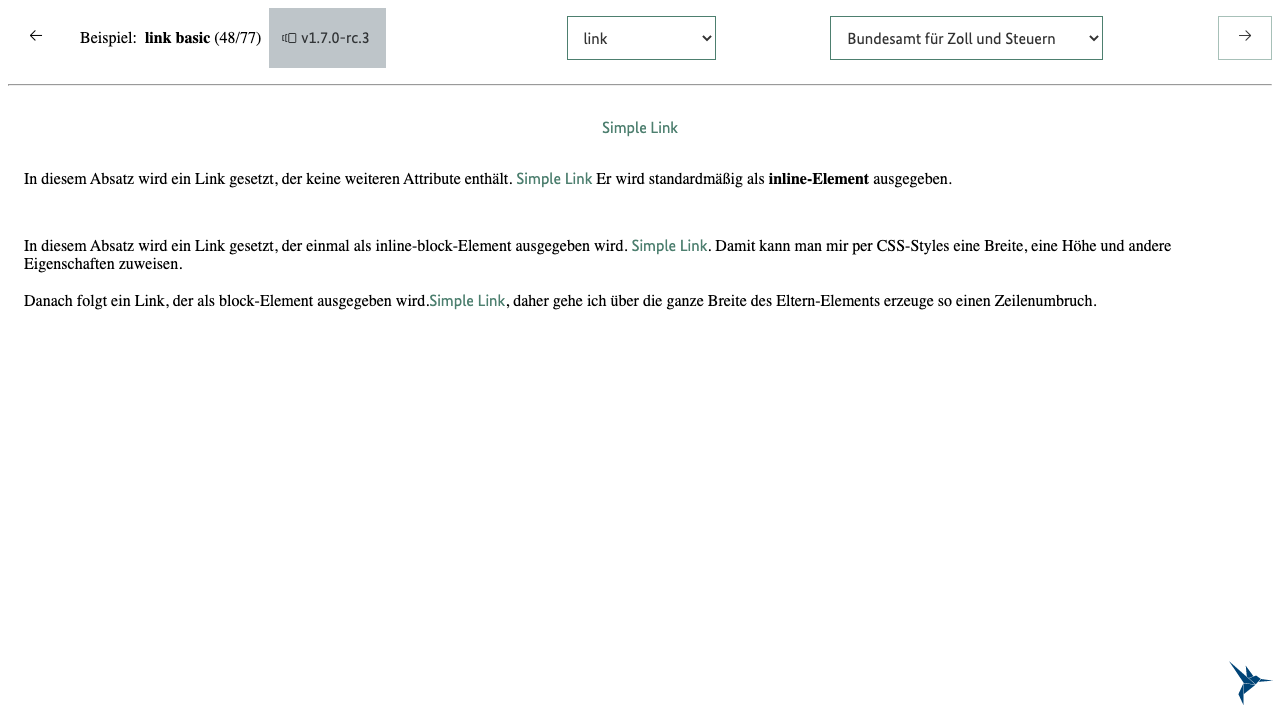 ← Beispiel: link basic (48/77) v1.7.0-rc.3 link Bundesamt für Zoll und Steuern →
Simple Link
In diesem Absatz wird ein Link gesetzt, der keine weiteren Attribute enthält. Simple Link Er wird standardmäßig als inline-Element ausgegeben.
In diesem Absatz wird ein Link gesetzt, der einmal als inline-block-Element ausgegeben wird. Simple Link. Damit kann man mir per CSS-Styles eine Breite, eine Höhe und andere
Eigenschaften zuweisen.
Danach folgt ein Link, der als block-Element ausgegeben wird.Simple Link, daher gehe ich über die ganze Breite des Eltern-Elements erzeuge so einen Zeilenumbruch.